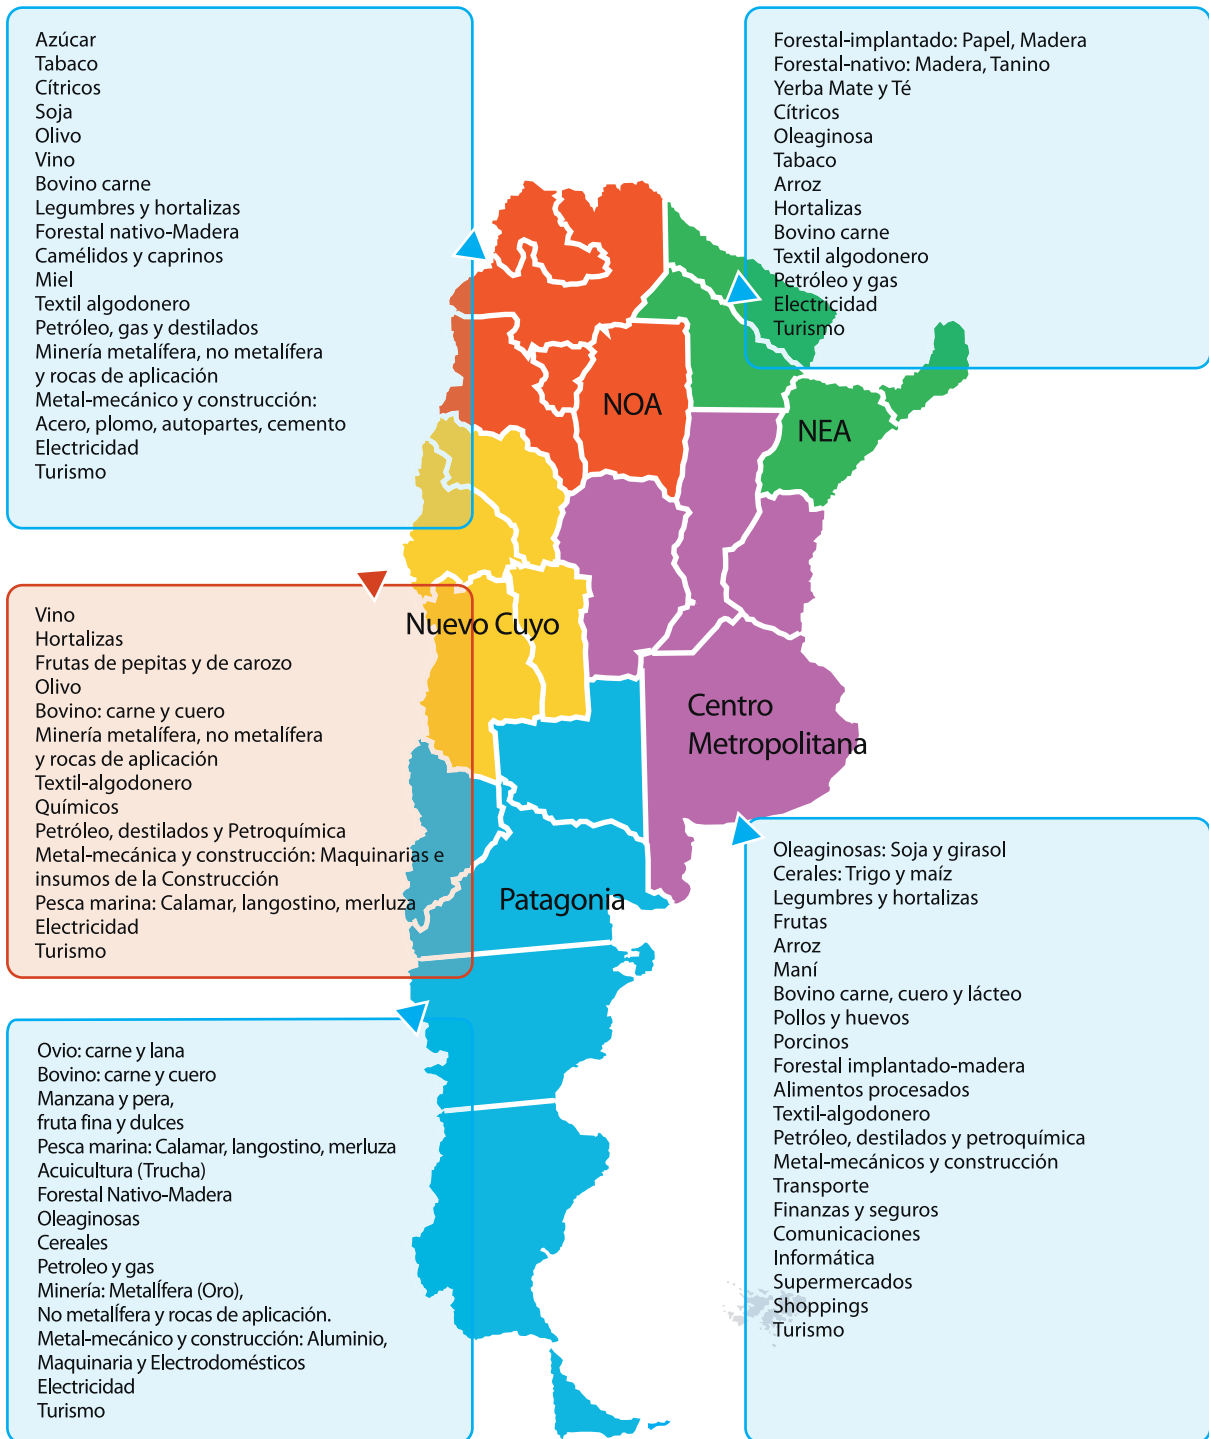 Azúcar
Tabaco
Cítricos
Soja
Olivo
Vino
Bovino carne
Legumbres y hortalizas
Forestal nativo-Madera
Camélidos y caprinos
Miel
Textil algodonero
Petróleo, gas y destilados
Minería metalífera, no metalífera
y rocas de aplicación
Metal-mecánico y construcción:
Acero, plomo, autopartes, cemento
Electricidad
Turismo
Forestal-implantado: Papel, Madera
Forestal-nativo: Madera, Tanino
Yerba Mate y Té
Cítricos
Oleaginosa
Tabaco
Arroz
Hortalizas
Bovino carne
Textil algodonero
Petróleo y gas
Electricidad
Turismo
NOA
NEA
Nuevo Cuyo
Centro
Metropolitana
Patagonia
Vino
Hortalizas
Frutas de pepitas y de carozo
Olivo
Bovino: carne y cuero
Minería metalífera, no metalífera
y rocas de aplicación
Textil-algodonero
Químicos
Petróleo, destilados y Petroquímica
Metal-mecánica y construcción: Maquinarias e
insumos de la Construcción
Pesca marina: Calamar, langostino, merluza
Electricidad
Turismo
Oleaginosas: Soja y girasol
Cerales: Trigo y maíz
Legumbres y hortalizas
Frutas
Arroz
Maní
Bovino carne, cuero y lácteo
Pollos y huevos
Porcinos
Forestal implantado-madera
Alimentos procesados
Textil-algodonero
Petróleo, destilados y petroquímica
Metal-mecánicos y construcción
Transporte
Finanzas y seguros
Comunicaciones
Informática
Supermercados
Shoppings
Turismo
Ovio: carne y lana
Bovino: carne y cuero
Manzana y pera,
fruta fina y dulces
Pesca marina: Calamar, langostino, merluza
Acuicultura (Trucha)
Forestal Nativo-Madera
Oleaginosas
Cereales
Petroleo y gas
Minería: MetalÍfera (Oro),
No metalÍfera y rocas de aplicación.
Metal-mecánico y construcción: Aluminio,
Maquinaria y Electrodomésticos
Electricidad
Turismo